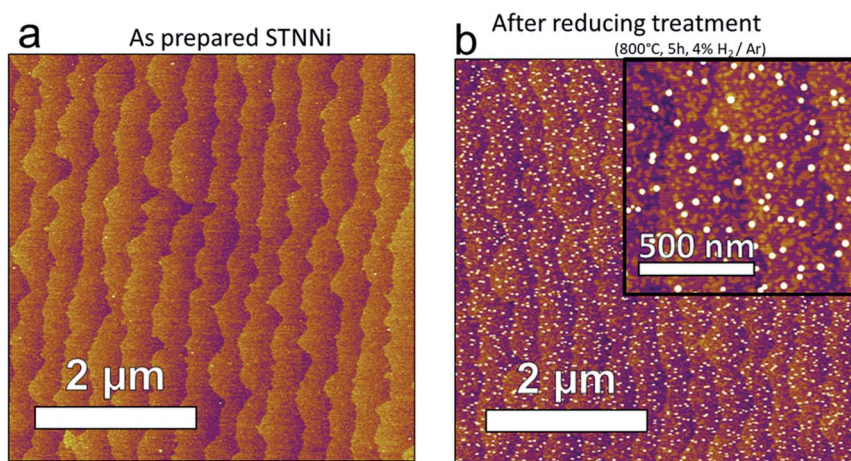 a
As prepared STNNi
2 μm
b
After reducing treatment
(800°C, 5h, 4% H₂ / Ar)
500 nm
2 μm